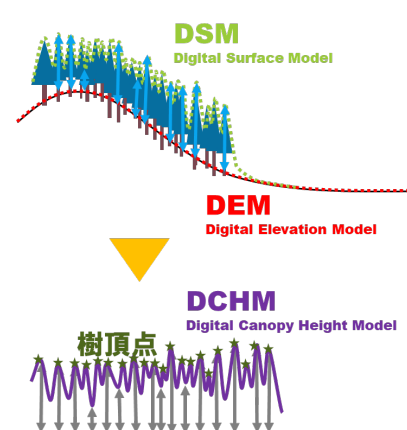 DSM
Digital Surface Model
DEM
Digital Elevation Model
DCHM
Digital Canopy Height Model
樹頂点